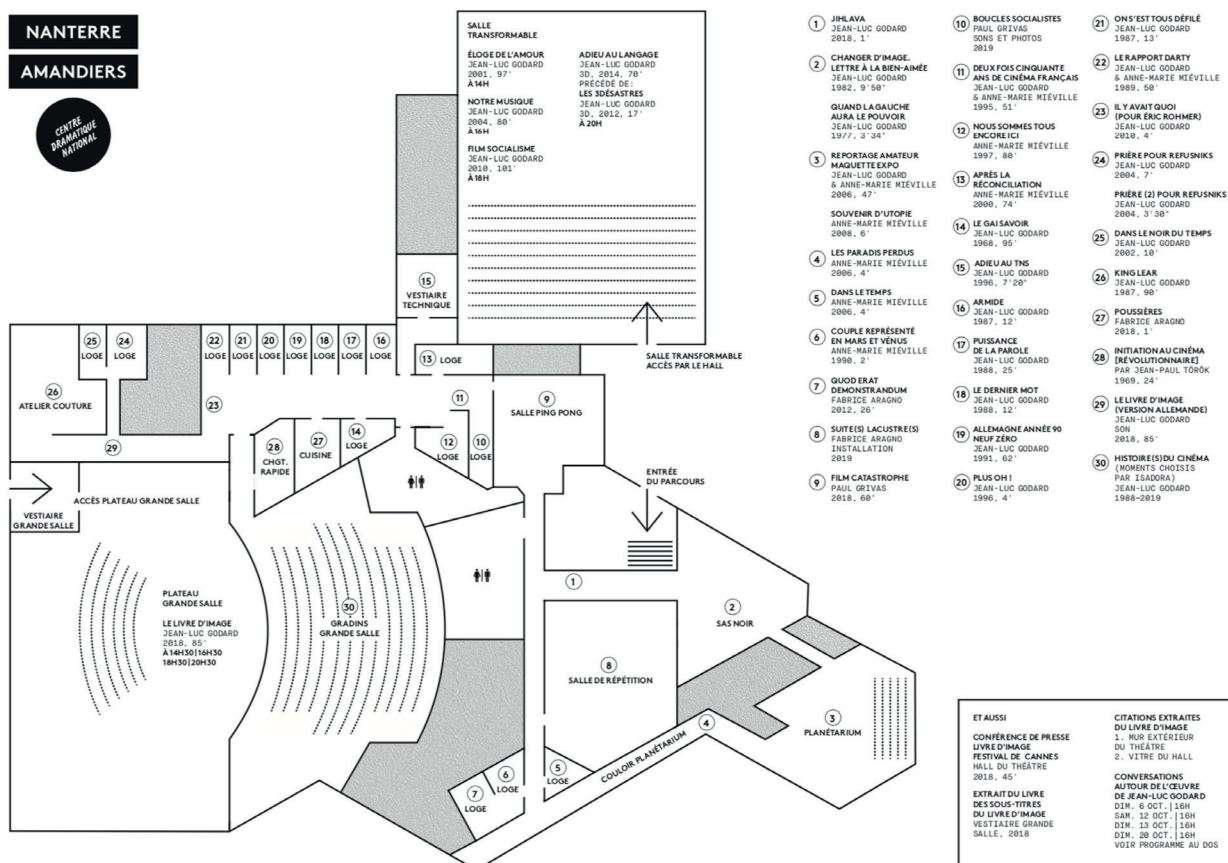 NANTERRE
AMANDIERS
CENTRE
DRAMATIQUE
NATIONAL
SALLE
TRANSFORMABLE
ÉLOGE DE L'AMOUR
JEAN-LUC GODARD
2001, 97'
À 14H
NOTRE MUSIQUE
JEAN-LUC GODARD
2004, 80'
À 16H
FILM SOCIALISME
JEAN-LUC GODARD
2010, 101'
À 18H
ADIEU AU LANGAGE
JEAN-LUC GODARD
3D, 2014, 70'
PRÉCÉDÉ DE:
LES 3DÉSASTRES
JEAN-LUC GODARD
3D, 2012, 17'
À 20H
15
VESTIAIRE
TECHNIQUE
SALLE TRANSFORMABLE
ACCÈS PAR LE HALL
25
LOGE
24
LOGE
22
LOGE
21
LOGE
20
LOGE
19
LOGE
18
LOGE
17
LOGE
16
LOGE
13 LOGE
26
ATELIER COUTURE
23
11
9
SALLE PING PONG
29
28
CHGT.
RAPIDE
27
CUISINE
14
LOGE
12
LOGE
10
LOGE
ENTRÉE
DU PARCOURS
ACCÈS PLATEAU GRANDE SALLE
VESTIAIRE
GRANDE SALLE
PLATEAU
GRANDE SALLE
LE LIVRE D'IMAGE
JEAN-LUC GODARD
2018, 85'
À 14H30|16H30
18H30|20H30
30
GRADINS
GRANDE SALLE
1
2
SAS NOIR
8
SALLE DE RÉPÉTITION
3
PLANÉTARIUM
4
COULOIR PLANÉTARIUM
5
LOGE
6
LOGE
7
LOGE
1 JIHLAVA
JEAN-LUC GODARD
2018, 1'
2 CHANGER D'IMAGE.
LETTRE À LA BIEN-AIMÉE
JEAN-LUC GODARD
1982, 9'50"
QUAND LA GAUCHE
AURA LE POUVOIR
JEAN-LUC GODARD
1977, 3'34"
3 REPORTAGE AMATEUR
MAQUETTE EXPO
JEAN-LUC GODARD
& ANNE-MARIE MIÉVILLE
2006, 47'
SOUVENIR D'UTOPIE
ANNE-MARIE MIÉVILLE
2008, 6'
4 LES PARADIS PERDUS
ANNE-MARIE MIÉVILLE
2006, 4'
5 DANS LE TEMPS
ANNE-MARIE MIÉVILLE
2006, 4'
6 COUPLE REPRÉSENTÉ
EN MARS ET VÉNUS
ANNE-MARIE MIÉVILLE
1990, 2'
7 QUOD ERAT
DEMONSTRANDUM
FABRICE ARAGNO
2012, 26'
8 SUITE(S) LACUSTRE(S)
FABRICE ARAGNO
INSTALLATION
2019
9 FILM CATASTROPHE
PAUL GRIVAS
2018, 60'
10 BOUCLES SOCIALISTES
PAUL GRIVAS
SONS ET PHOTOS
2019
11 DEUX FOIS CINQUANTE
ANS DE CINÉMA FRANÇAIS
JEAN-LUC GODARD
& ANNE-MARIE MIÉVILLE
1995, 51'
12 NOUS SOMMES TOUS
ENCORE ICI
ANNE-MARIE MIÉVILLE
1997, 80'
13 APRÈS LA
RÉCONCILIATION
ANNE-MARIE MIÉVILLE
2000, 74'
14 LE GAI SAVOIR
JEAN-LUC GODARD
1968, 95'
15 ADIEU AU TNS
JEAN-LUC GODARD
1996, 7'20"
16 ARMIDE
JEAN-LUC GODARD
1987, 12'
17 PUISSANCE
DE LA PAROLE
JEAN-LUC GODARD
1988, 25'
18 LE DERNIER MOT
JEAN-LUC GODARD
1988, 12'
19 ALLEMAGNE ANNÉE 90
NEUF ZÉRO
JEAN-LUC GODARD
1991, 62'
20 PLUS OH !
JEAN-LUC GODARD
1996, 4'
21 ON S'EST TOUS DÉFILÉ
JEAN-LUC GODARD
1987, 13'
22 LE RAPPORT DARTY
JEAN-LUC GODARD
& ANNE-MARIE MIÉVILLE
1989, 50'
23 IL Y AVAIT QUOI
(POUR ÉRIC ROHMER)
JEAN-LUC GODARD
2010, 4'
24 PRIÈRE POUR REFUSNIKS
JEAN-LUC GODARD
2004, 7'
PRIÈRE (2) POUR REFUSNIKS
JEAN-LUC GODARD
2004, 3'30"
25 DANS LE NOIR DU TEMPS
JEAN-LUC GODARD
2002, 10'
26 KING LEAR
JEAN-LUC GODARD
1987, 90'
27 POUSSIÈRES
FABRICE ARAGNO
2018, 1'
28 INITIATION AU CINÉMA
[RÉVOLUTIONNAIRE]
PAR JEAN-PAUL TÖRÖK
1969, 24'
29 LE LIVRE D'IMAGE
(VERSION ALLEMANDE)
JEAN-LUC GODARD
SON
2018, 85'
30 HISTOIRE(S) DU CINÉMA
(MOMENTS CHOISIS
PAR ISADORA)
JEAN-LUC GODARD
1988-2019
ET AUSSI
CONFÉRENCE DE PRESSE
LIVRE D'IMAGE
FESTIVAL DE CANNES
HALL DU THÉÂTRE
2018, 45'
EXTRAIT DU LIVRE
DES SOUS-TITRES
DU LIVRE D'IMAGE
VESTIAIRE GRANDE
SALLE, 2018
CITATIONS EXTRAITES
DU LIVRE D'IMAGE
1. MUR EXTÉRIEUR
DU THÉÂTRE
2. VITRE DU HALL
CONVERSATIONS
AUTOUR DE L'ŒUVRE
DE JEAN-LUC GODARD
DIM. 6 OCT.|16H
SAM. 12 OCT.|16H
DIM. 13 OCT.|16H
DIM. 20 OCT.|16H
VOIR PROGRAMME AU DOS